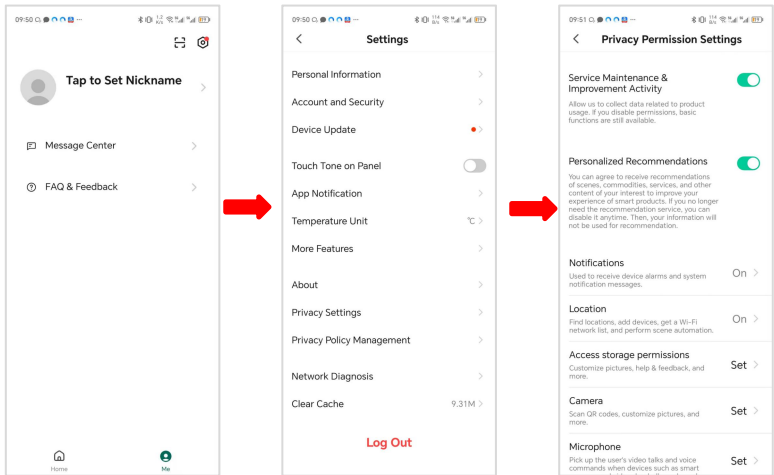 09:50
Tap to Set Nickname
Message Center
FAQ & Feedback
Home
Me
09:50
Settings
Personal Information
Account and Security
Device Update
Touch Tone on Panel
App Notification
Temperature Unit
℃
More Features
About
Privacy Settings
Privacy Policy Management
Network Diagnosis
Clear Cache
9.31M
Log Out
09:51
Privacy Permission Settings
Service Maintenance &
Improvement Activity
Allow us to collect data related to product
usage. If you disable permissions, basic
functions are still available.
Personalized Recommendations
You can agree to receive recommendations
of scenes, commodities, services, and other
content of your interest to improve your
experience of smart products. If you no longer
need the recommendation service, you can
disable it anytime. Then, your information will
not be used for recommendation.
Notifications
Used to receive device alarms and system
notification messages.
On
Location
Find locations, add devices, get a Wi-Fi
network list, and perform scene automation.
On
Access storage permissions
Customize pictures, help & feedback, and
more.
Set
Camera
Scan QR codes, customize pictures, and
more.
Set
Microphone
Pick up the user's video talks and voice
commands when devices such as smart
Set